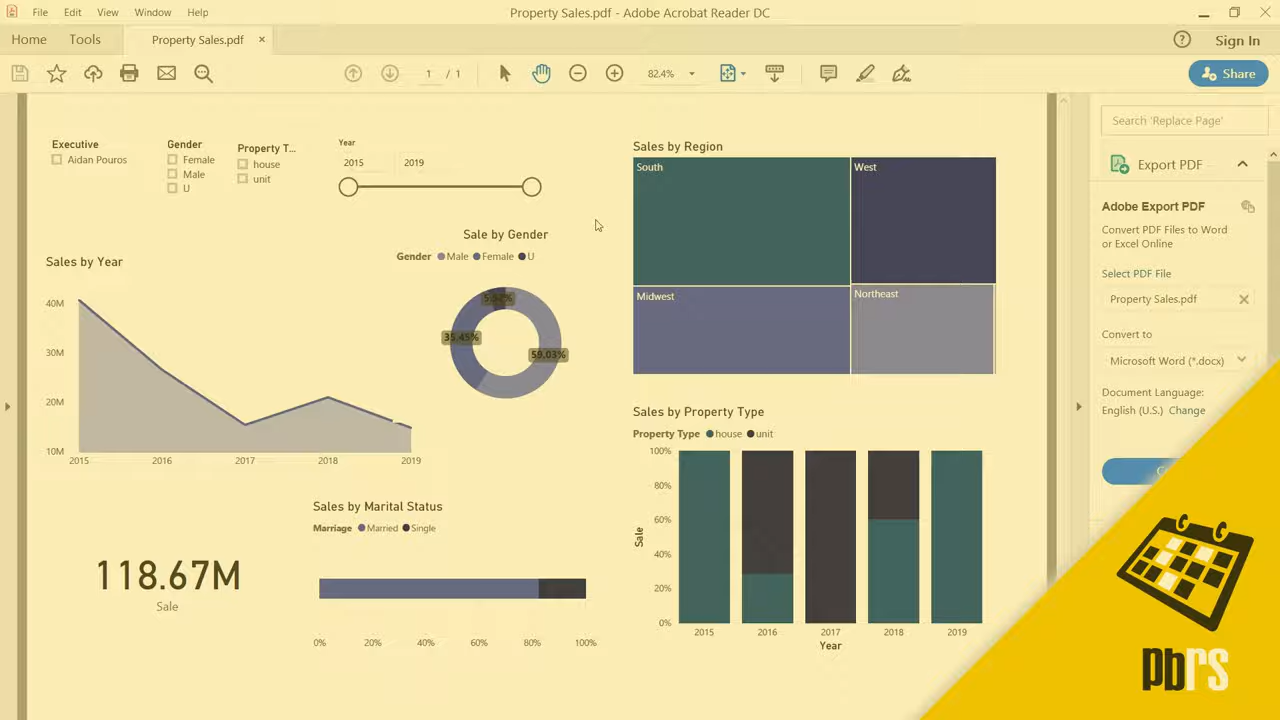 File Edit View Window Help
Property Sales.pdf - Adobe Acrobat Reader DC
Home Tools Property Sales.pdf ×
Sign In
1 / 1
82.4%
Share
Executive
Aidan Pouros
Gender
Female
Male
U
Property T...
house
unit
Year
2015 2019
Sales by Year
40M
30M
20M
10M
2015 2016 2017 2018 2019
Sale by Gender
Gender Male Female U
35.45%
59.03%
Sales by Region
South
West
Midwest
Northeast
118.67M
Sale
Sales by Marital Status
Marriage Married Single
0% 20% 40% 60% 80% 100%
Sales by Property Type
Property Type house unit
100%
80%
60%
40%
20%
0%
Sale
2015 2016 2017 2018 2019
Year
Search 'Replace Page'
Export PDF
Adobe Export PDF
Convert PDF Files to Word
or Excel Online
Select PDF File
Property Sales.pdf
Convert to
Microsoft Word (*.docx)
Document Language:
English (U.S.) Change
pbrs